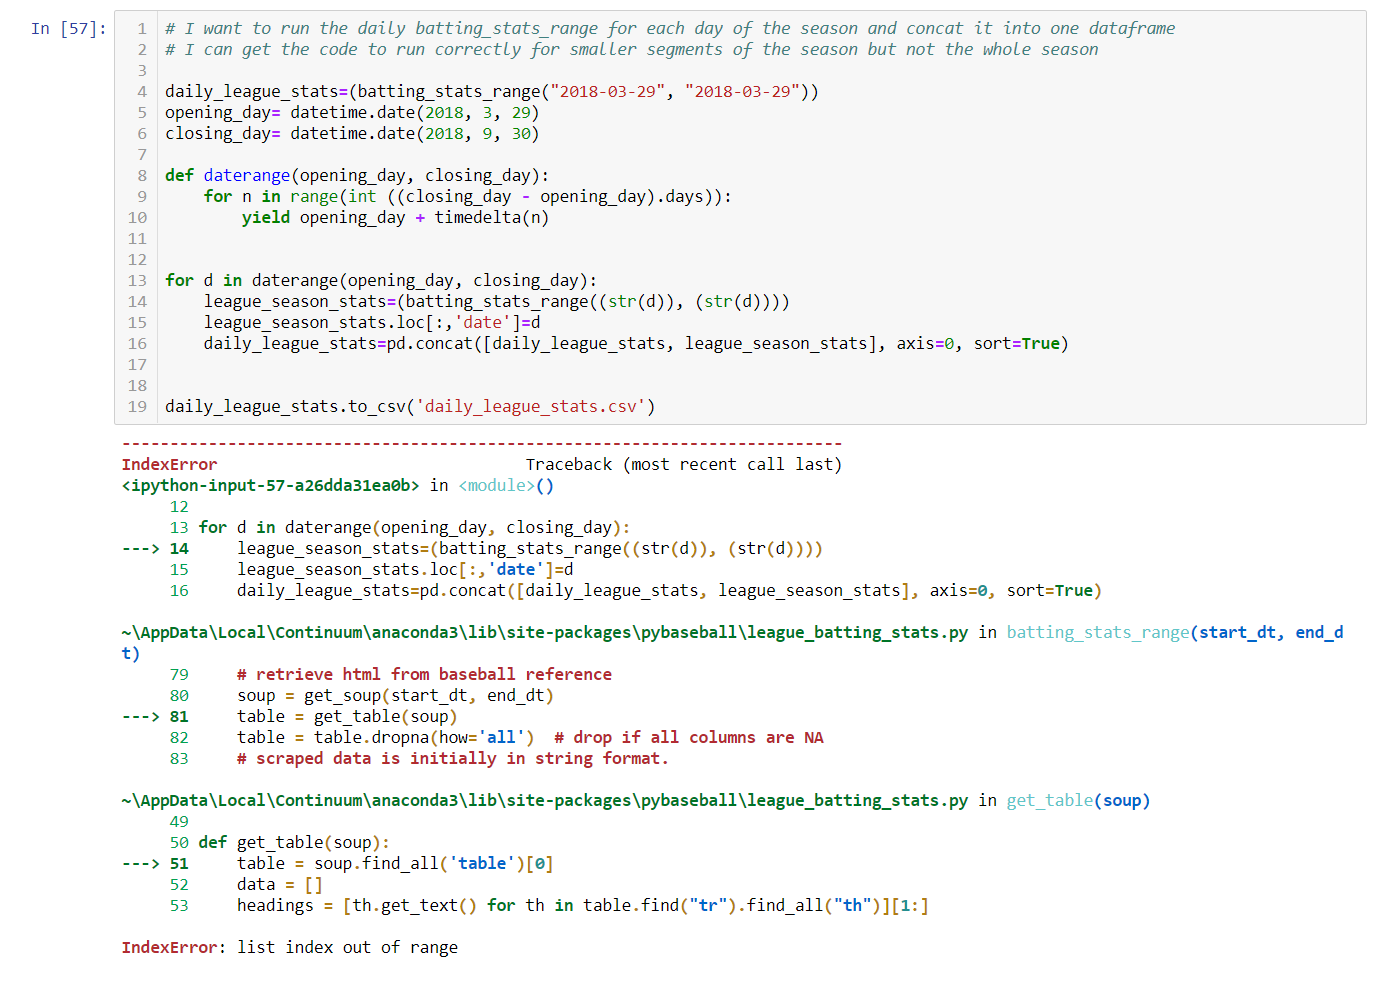 In [57]:
1 # I want to run the daily batting_stats_range for each day of the season and concat it into one dataframe
2 # I can get the code to run correctly for smaller segments of the season but not the whole season
3
4 daily_league_stats=(batting_stats_range("2018-03-29", "2018-03-29"))
5 opening_day= datetime.date(2018, 3, 29)
6 closing_day= datetime.date(2018, 9, 30)
7
8 def daterange(opening_day, closing_day):
9     for n in range(int ((closing_day - opening_day).days)):
10         yield opening_day + timedelta(n)
11
12
13 for d in daterange(opening_day, closing_day):
14     league_season_stats=(batting_stats_range((str(d)), (str(d))))
15     league_season_stats.loc[:,'date']=d
16     daily_league_stats=pd.concat([daily_league_stats, league_season_stats], axis=0, sort=True)
17
18
19 daily_league_stats.to_csv('daily_league_stats.csv')
---------------------------------------------------------------------------
IndexError                                Traceback (most recent call last)
<ipython-input-57-a26dda31ea0b> in <module>()
     12
     13 for d in daterange(opening_day, closing_day):
---> 14     league_season_stats=(batting_stats_range((str(d)), (str(d))))
     15     league_season_stats.loc[:,'date']=d
     16     daily_league_stats=pd.concat([daily_league_stats, league_season_stats], axis=0, sort=True)
~\AppData\Local\Continuum\anaconda3\lib\site-packages\pybaseball\league_batting_stats.py in batting_stats_range(start_dt, end_d
t)
     79     # retrieve html from baseball reference
     80     soup = get_soup(start_dt, end_dt)
---> 81     table = get_table(soup)
     82     table = table.dropna(how='all')  # drop if all columns are NA
     83     # scraped data is initially in string format.
~\AppData\Local\Continuum\anaconda3\lib\site-packages\pybaseball\league_batting_stats.py in get_table(soup)
     49
     50 def get_table(soup):
---> 51     table = soup.find_all('table')[0]
     52     data = []
     53     headings = [th.get_text() for th in table.find("tr").find_all("th")][1:]
IndexError: list index out of range